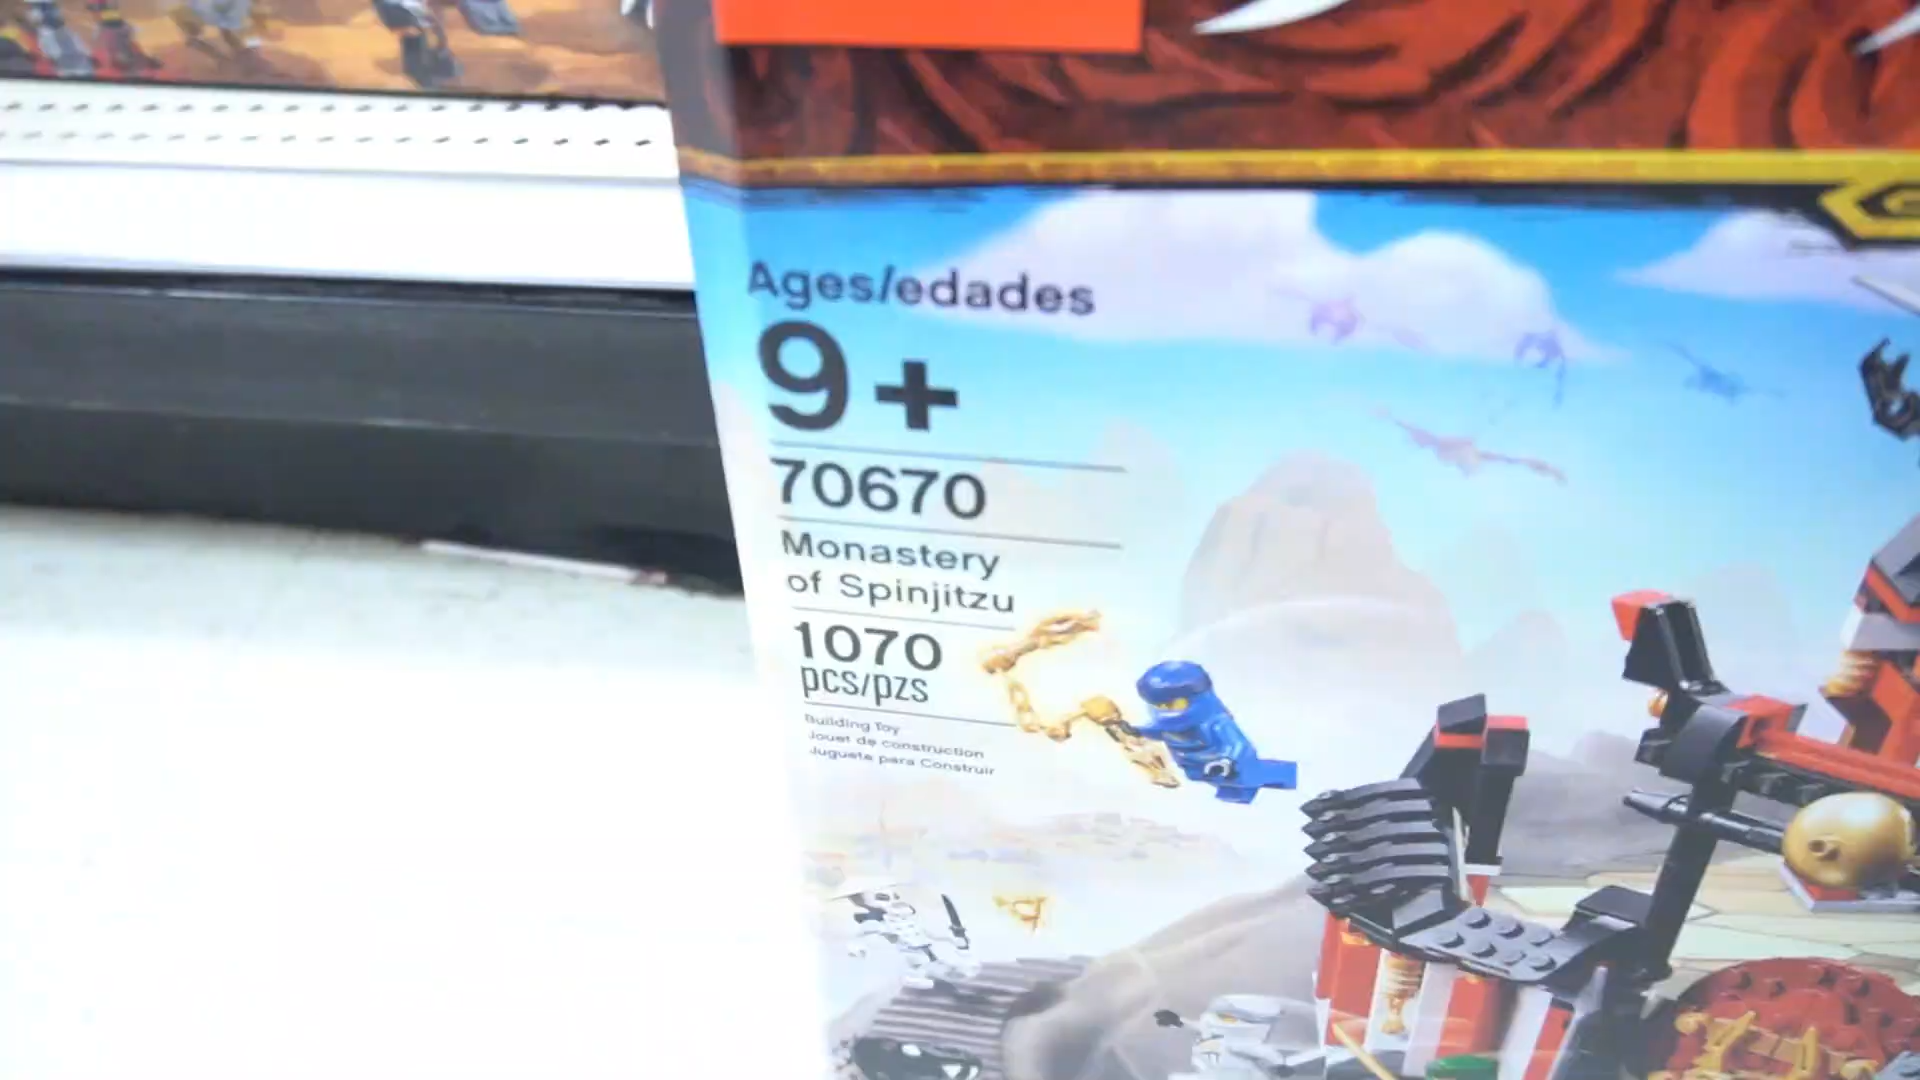 Ages/edades
9+
70670
Monastery
of Spinjitzu
1070
pcs/pzs
Building Toy
Jouet de construction
Juguete para Construir